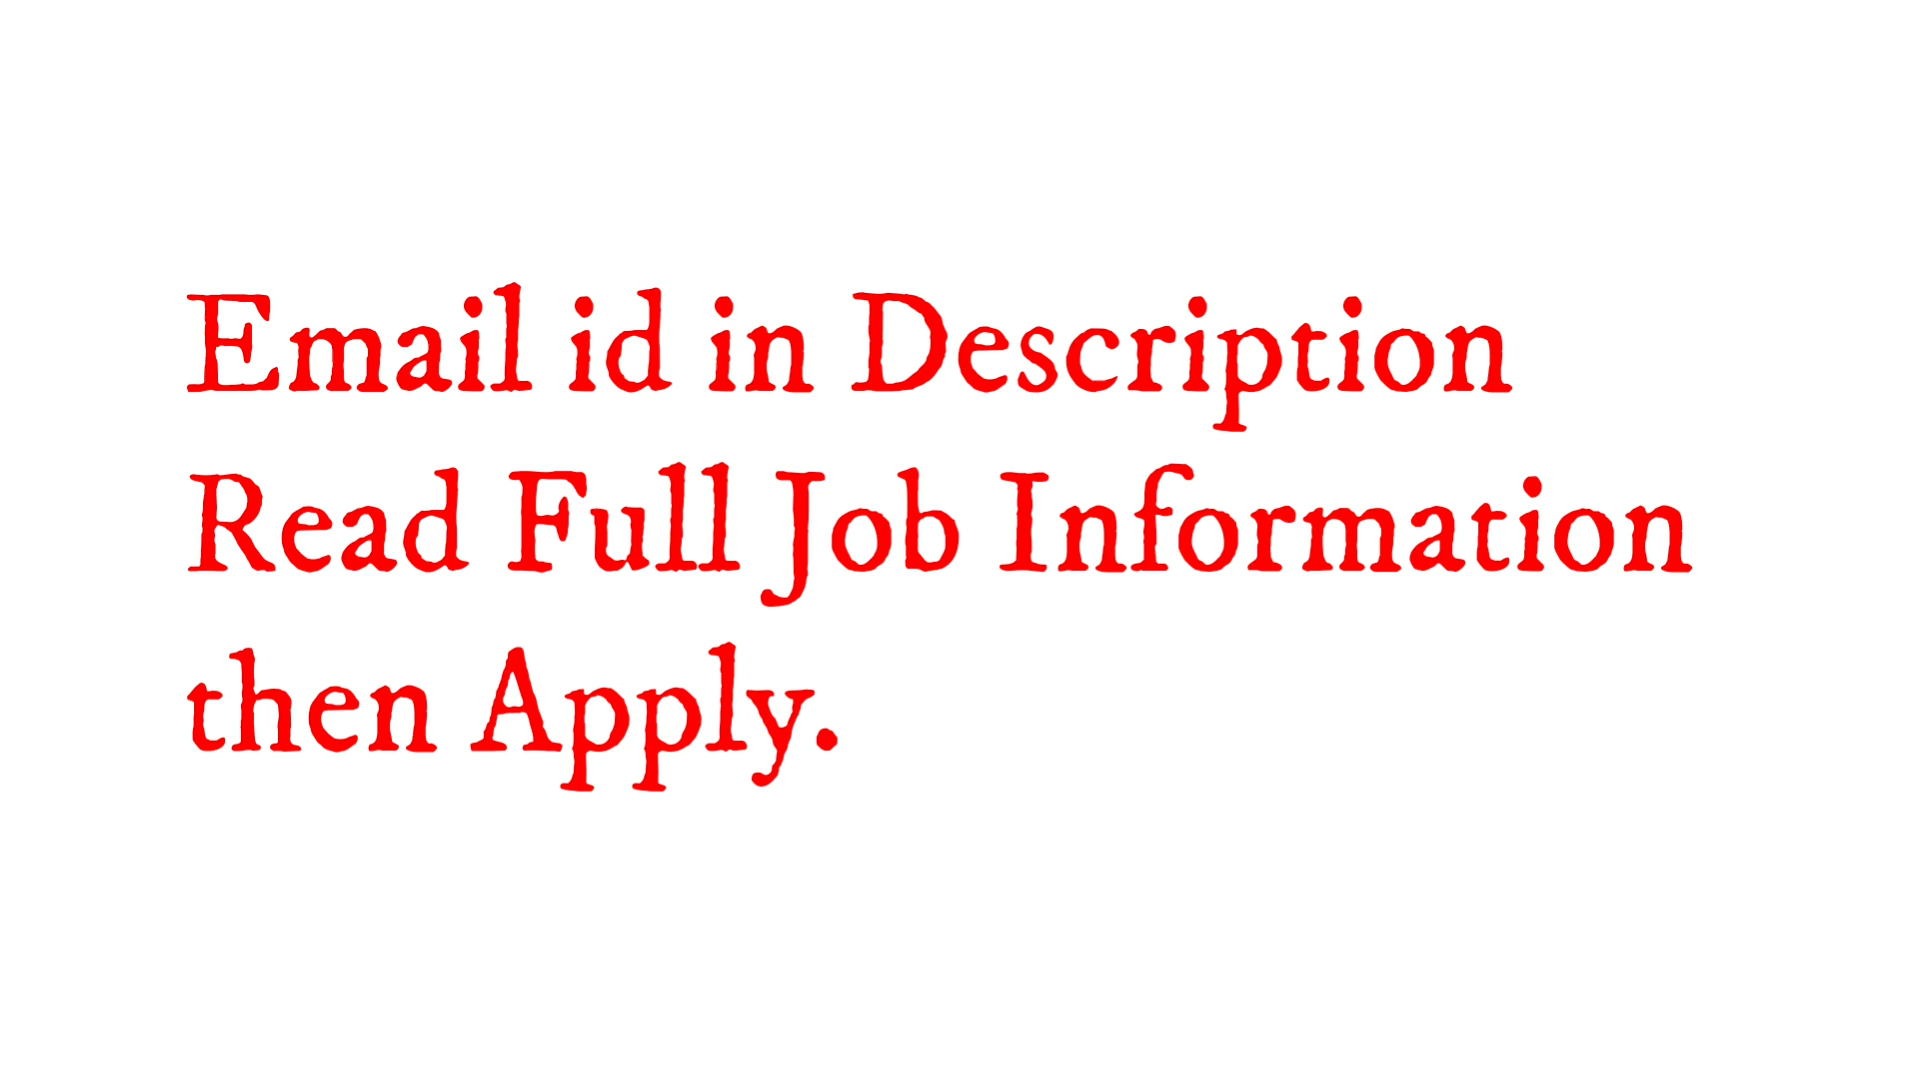 Email id in Description
Read Full Job Information
then Apply.